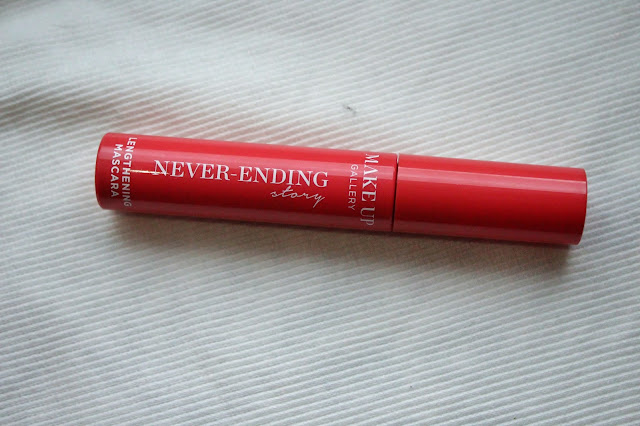 LENGTHENING
MASCARA
NEVER-ENDING
story
MAKE UP
GALLERY